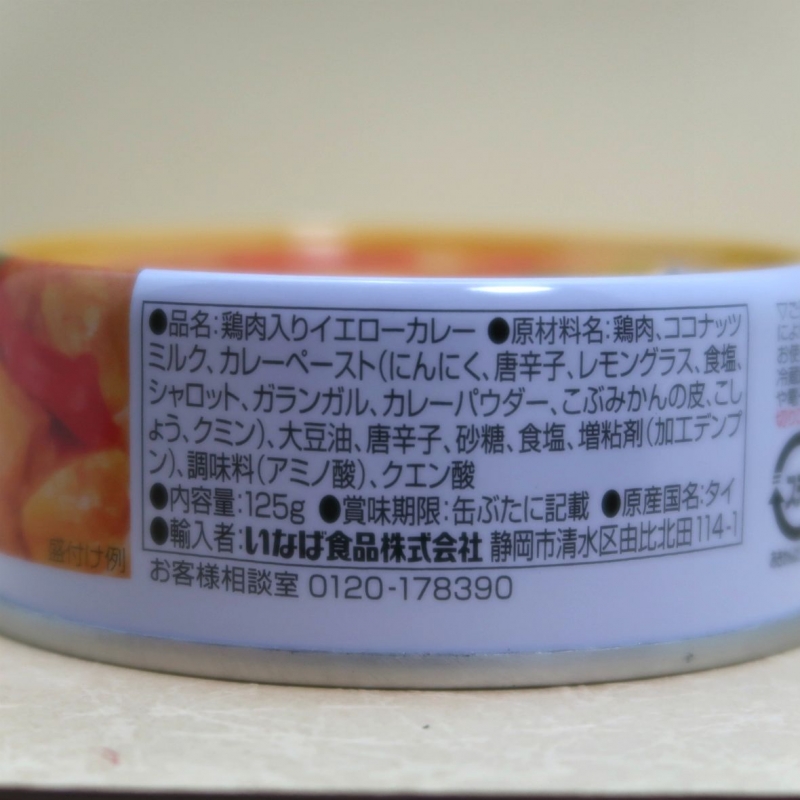 ●品名:鶏肉入りイエローカレー ●原材料名:鶏肉、ココナッツ
ミルク、カレーペースト(にんにく、唐辛子、レモングラス、食塩、
シャロット、ガランガル、カレーパウダー、こぶみかんの皮、こし
ょう、クミン)、大豆油、唐辛子、砂糖、食塩、増粘剤(加工デンプ
ン)、調味料(アミノ酸)、クエン酸
●内容量:125g ●賞味期限:缶ぶたに記載 ●原産国名:タイ
●輸入者:いなば食品株式会社 静岡市清水区由比北田114-1
お客様相談室 0120-178390
盛付け例